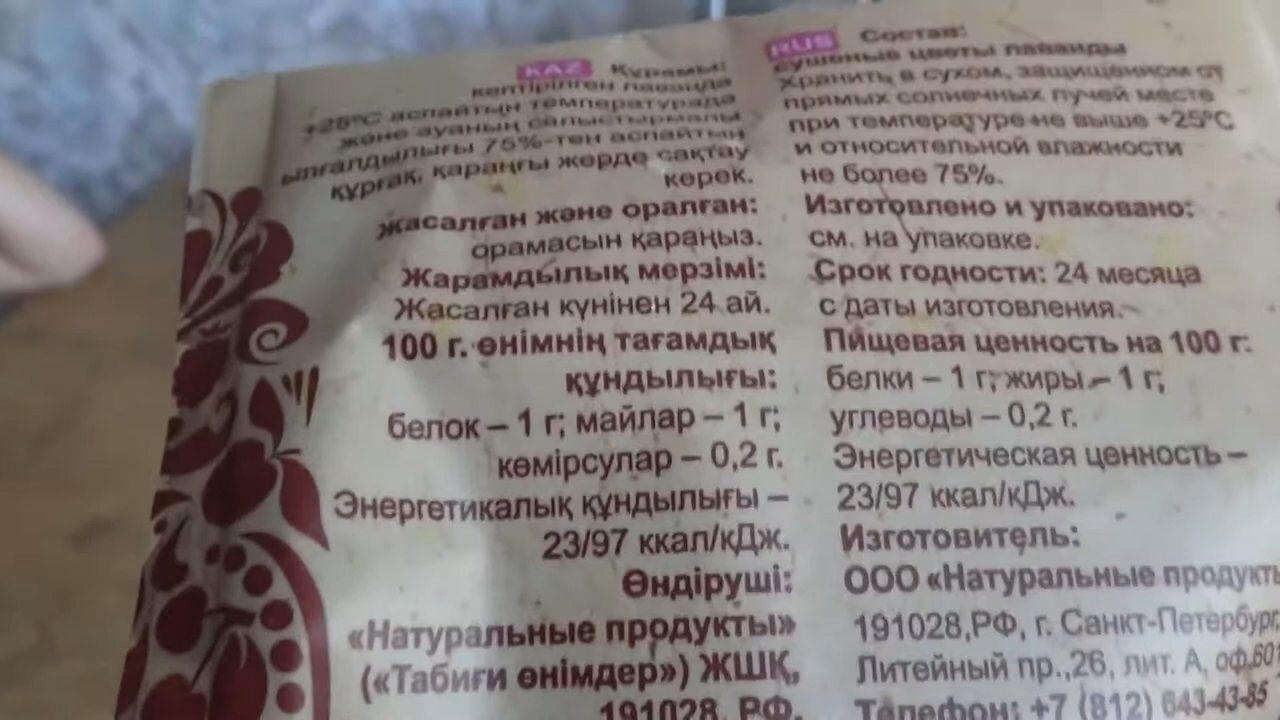 KAZ Құрамы:
кептірілген лаванда
+25ºC аспайтын температурада
және ауаның салыстырмалы
ылғалдылығы 75%-тен аспайтын
құрғақ, қараңғы жерде сақтау
керек.
Жасалған және оралған:
орамасын қараңыз.
Жарамдылық мерзімі:
Жасалған күнінен 24 ай.
100 г. өнімнің тағамдық
құндылығы:
белок – 1 г; майлар – 1 г;
көмірсулар – 0,2 г.
Энергетикалық құндылығы –
23/97 ккал/кДж.
Өндіруші:
«Натуральные продукты»
(«Табиғи өнімдер») ЖШҚ,
191028, РФ,
RUS Состав:
сушеные цветы лаванды
Хранить в сухом, защищённом от
прямых солнечных лучей месте
при температуре не выше +25ºC
и относительной влажности
не более 75%.
Изготовлено и упаковано:
см. на упаковке.
Срок годности: 24 месяца
с даты изготовления.
Пищевая ценность на 100 г:
белки – 1 г; жиры – 1 г;
углеводы – 0,2 г.
Энергетическая ценность –
23/97 ккал/кДж.
Изготовитель:
ООО «Натуральные продукты
191028,РФ, г. Санкт-Петербург,
Литейный пр.,26, лит. А, оф.601
Телефон: +7 (812) 643-43-85